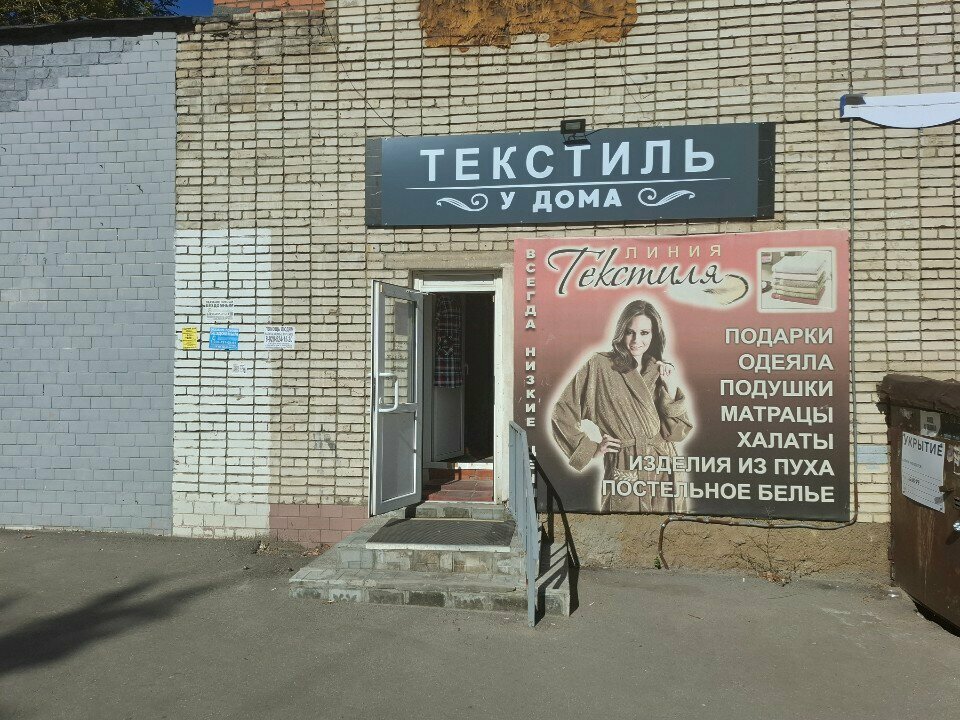 ТЕКСТИЛЬ
У ДОМА
ЛИНИЯ
Текстиля
ВСЕГДА НИЗКИЕ
ПОДАРКИ
ОДЕЯЛА
ПОДУШКИ
МАТРАЦЫ
ХАЛАТЫ
ИЗДЕЛИЯ ИЗ ПУХА
ПОСТЕЛЬНОЕ БЕЛЬЕ
УКРЫТИЕ